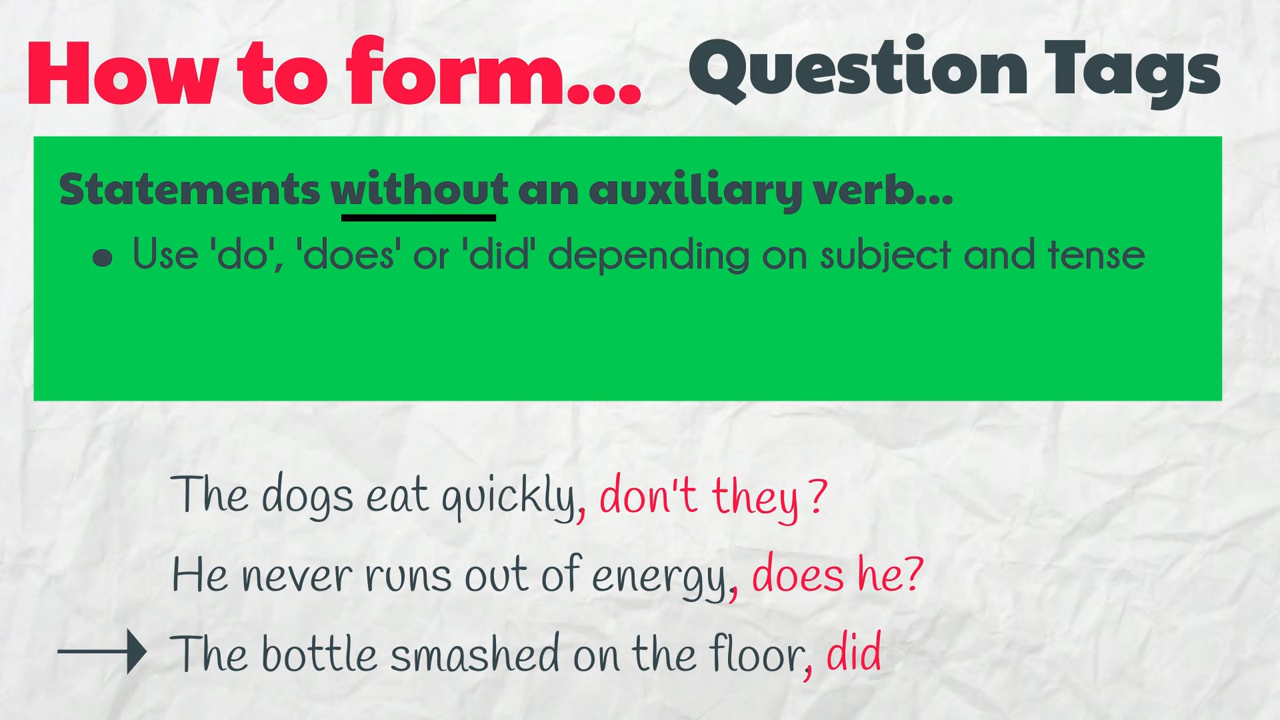 How to form... Question Tags
Statements without an auxiliary verb...
• Use 'do', 'does' or 'did' depending on subject and tense
The dogs eat quickly, don't they ?
He never runs out of energy, does he?
The bottle smashed on the floor, did